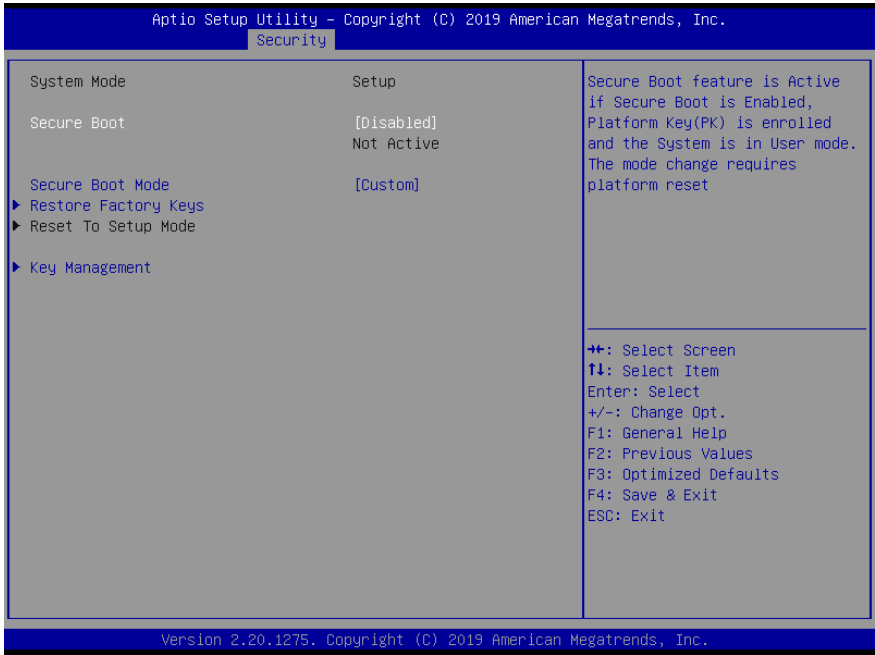 Aptio Setup Utility – Copyright (C) 2019 American Megatrends, Inc.
Security
System Mode Setup
Secure Boot [Disabled]
Not Active
Secure Boot Mode [Custom]
Restore Factory Keys
Reset To Setup Mode
Key Management
Secure Boot feature is Active
if Secure Boot is Enabled,
Platform Key(PK) is enrolled
and the System is in User mode.
The mode change requires
platform reset
→←: Select Screen
↑↓: Select Item
Enter: Select
+/-: Change Opt.
F1: General Help
F2: Previous Values
F3: Optimized Defaults
F4: Save & Exit
ESC: Exit
Version 2.20.1275. Copyright (C) 2019 American Megatrends, Inc.